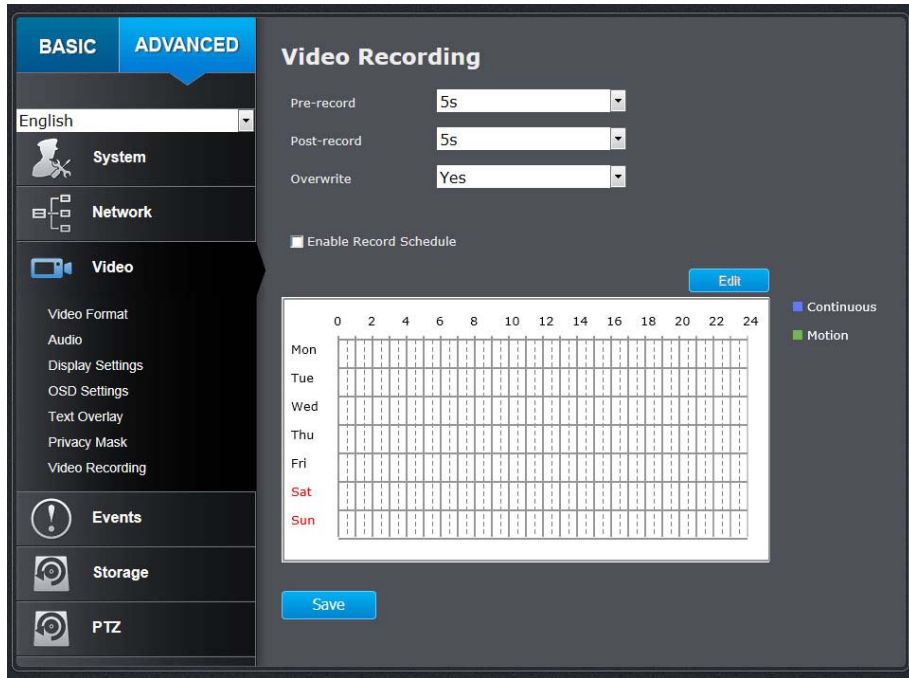 BASIC ADVANCED
English
System
Network
Video
Video Format
Audio
Display Settings
OSD Settings
Text Overlay
Privacy Mask
Video Recording
Events
Storage
PTZ
Video Recording
Pre-record 5s
Post-record 5s
Overwrite Yes
Enable Record Schedule
Edit
0 2 4 6 8 10 12 14 16 18 20 22 24
Mon
Tue
Wed
Thu
Fri
Sat
Sun
Continuous
Motion
Save